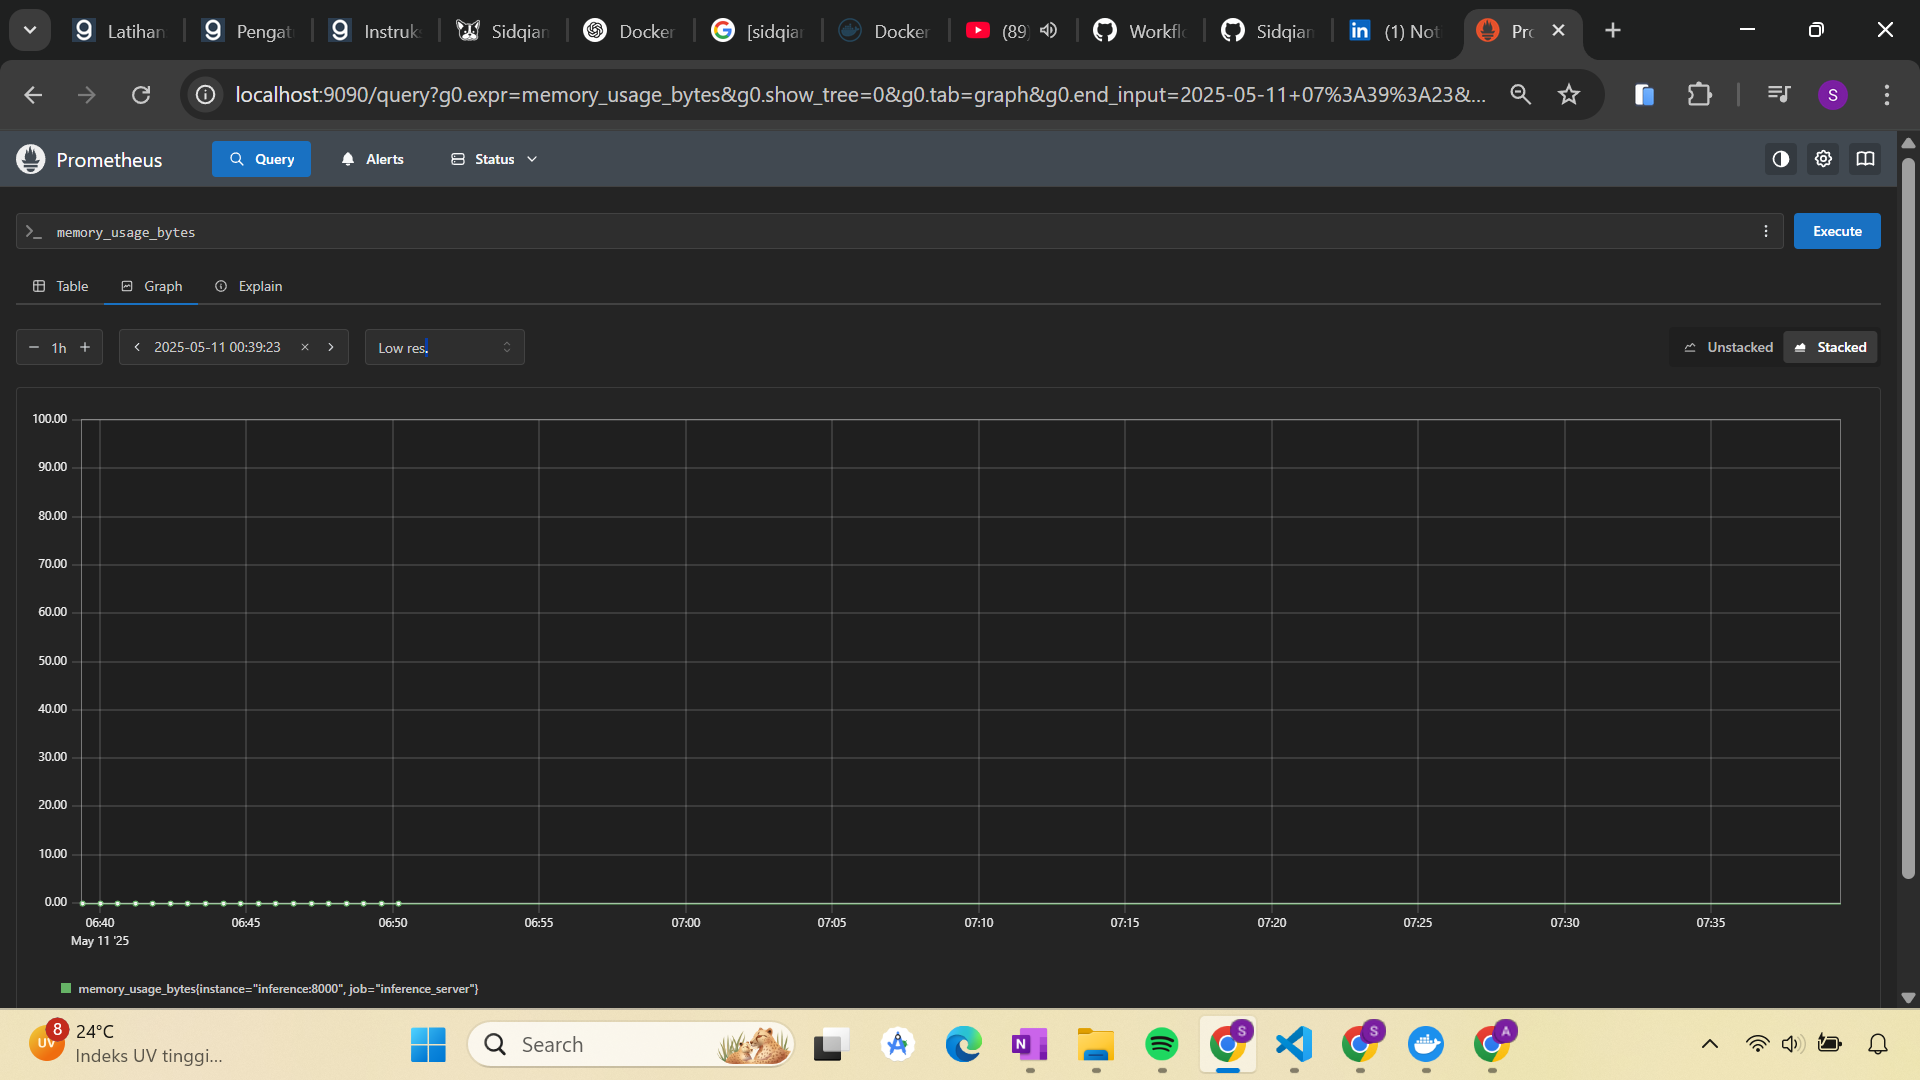 Latihan
Pengat
Instruk
Sidqian
Docker
[sidqian
Docker
(89)
Workfl
Sidqian
(1) Not
Pro
localhost:9090/query?g0.expr=memory_usage_bytes&g0.show_tree=0&g0.tab=graph&g0.end_input=2025-05-11+07%3A39%3A23&...
S
Prometheus
Query
Alerts
Status
>_ memory_usage_bytes
Execute
Table
Graph
Explain
− 1h +
2025-05-11 00:39:23
Low res.
Unstacked
Stacked
100.00
90.00
80.00
70.00
60.00
50.00
40.00
30.00
20.00
10.00
0.00
06:40
06:45
06:50
06:55
07:00
07:05
07:10
07:15
07:20
07:25
07:30
07:35
May 11 '25
memory_usage_bytes{instance="inference:8000", job="inference_server"}
8
UV
24°C
Indeks UV tinggi...
Search
N
S
S
A